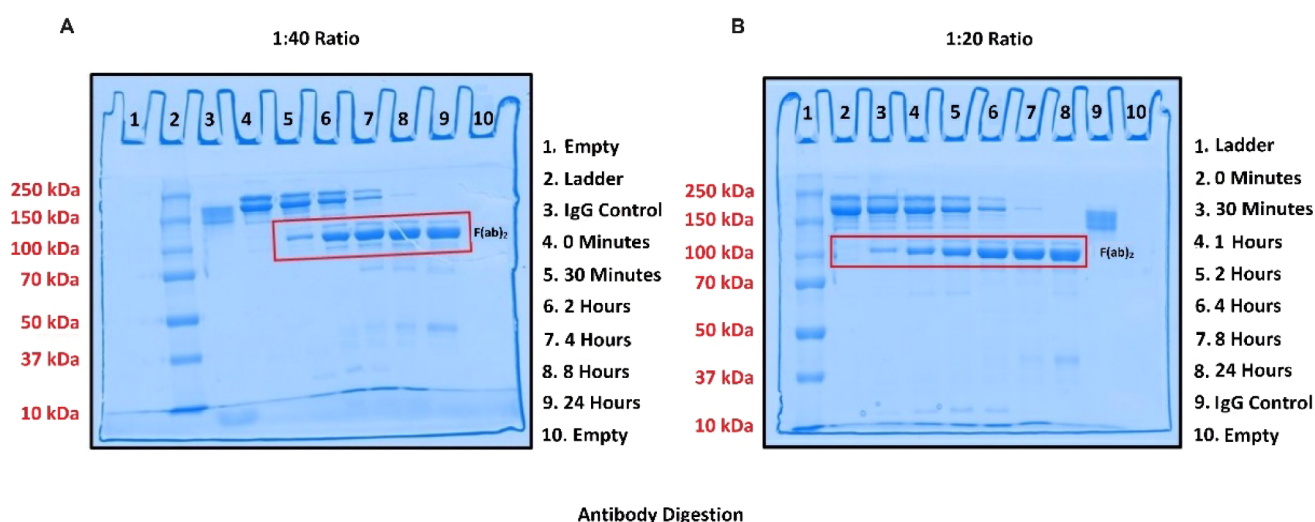 A
1:40 Ratio
1 2 3 4 5 6 7 8 9 10
250 kDa
150 kDa
100 kDa
70 kDa
50 kDa
37 kDa
10 kDa
F(ab)₂
1. Empty
2. Ladder
3. IgG Control
4. 0 Minutes
5. 30 Minutes
6. 2 Hours
7. 4 Hours
8. 8 Hours
9. 24 Hours
10. Empty
B
1:20 Ratio
1 2 3 4 5 6 7 8 9 10
250 kDa
150 kDa
100 kDa
70 kDa
50 kDa
37 kDa
10 kDa
F(ab)₂
1. Ladder
2. 0 Minutes
3. 30 Minutes
4. 1 Hours
5. 2 Hours
6. 4 Hours
7. 8 Hours
8. 24 Hours
9. IgG Control
10. Empty
Antibody Digestion